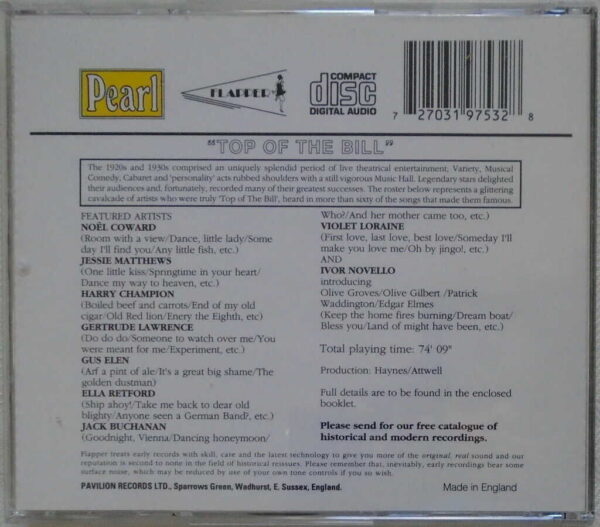 Pearl
FLAPPER
COMPACT
disc
DIGITAL AUDIO
7 27031 97532 8
"TOP OF THE BILL"
The 1920s and 1930s comprised an uniquely splendid period of live theatrical entertainment, Variety, Musical
Comedy, Cabaret and 'personality' acts rubbed shoulders with a still vigorous Music Hall. Legendary stars delighted
their audiences and, fortunately, recorded many of their greatest successes. The roster below represents a glittering
cavalcade of artists who were truly 'Top of The Bill', heard in more than sixty of the songs that made them famous.
FEATURED ARTISTS
NOËL COWARD
(Room with a view/Dance, little lady/Some
day I'll find you/Any little fish, etc.)
JESSIE MATTHEWS
(One little kiss/Springtime in your heart/
Dance my way to heaven, etc.)
HARRY CHAMPION
(Boiled beef and carrots/End of my old
cigar/Old Red lion/Enery the Eighth, etc.)
GERTRUDE LAWRENCE
(Do do do/Someone to watch over me/You
were meant for me/Experiment, etc.)
GUS ELEN
(Arf a pint of ale/It's a great big shame/The
golden dustman)
ELLA RETFORD
(Ship ahoy!/Take me back to dear old
blighty/Anyone seen a German Band?, etc.)
JACK BUCHANAN
(Goodnight, Vienna/Dancing honeymoon/
Who?/And her mother came too, etc.)
VIOLET LORAINE
(First love, last love, best love/Someday I'll
make you love me/Oh by jingo!, etc.)
AND
IVOR NOVELLO
introducing
Olive Groves/Olive Gilbert /Patrick
Waddington/Edgar Elmes
(Keep the home fires burning/Dream boat/
Bless you/Land of might have been, etc.)
Total playing time: 74' 09"
Production: Haynes/Attwell
Full details are to be found in the enclosed
booklet.
Please send for our free catalogue of
historical and modern recordings.
Flapper treats early records with skill, care and the latest technology to give you more of the original, real sound and our
reputation is second to none in the field of historical reissues. Please remember that, inevitably, early recordings bear some
surface noise, which may be reduced by use of your own tone controls if you so wish.
PAVILION RECORDS LTD., Sparrows Green, Wadhurst, E. Sussex, England.
Made in England